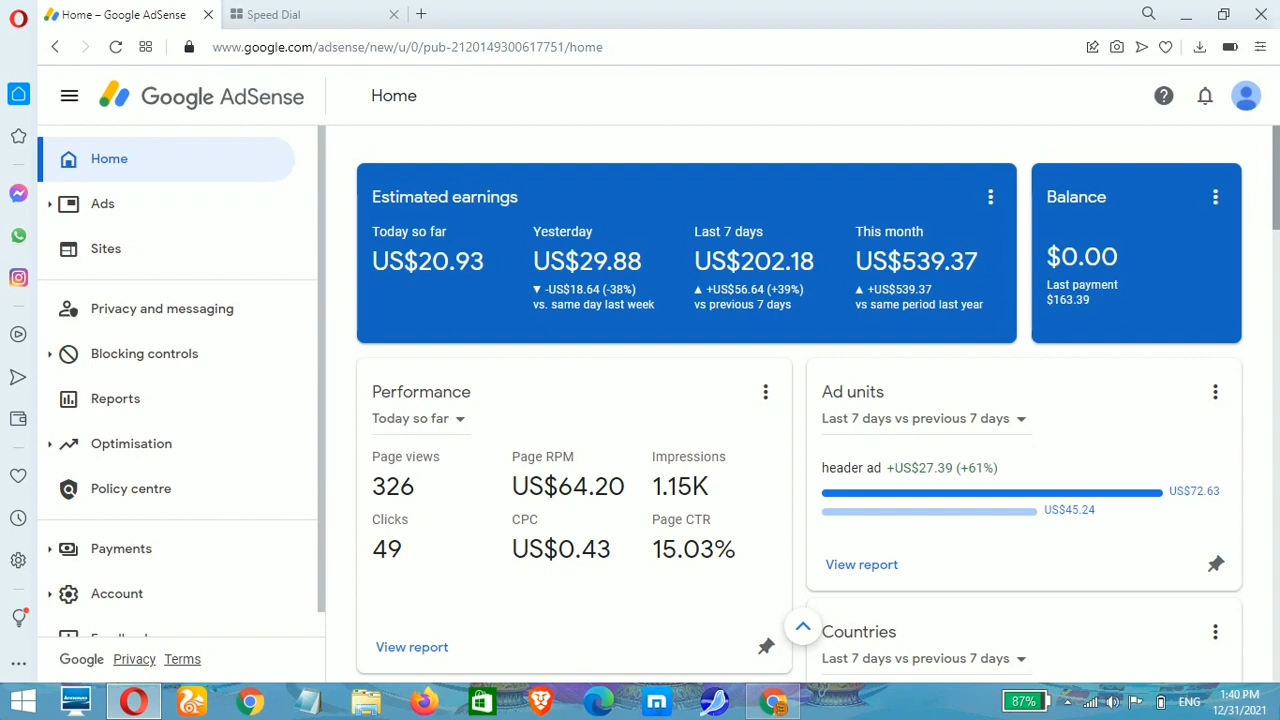 Home – Google AdSense
Speed Dial
www.google.com/adsense/new/u/0/pub-2120149300617751/home
Google AdSense
Home
Home
Ads
Sites
Privacy and messaging
Blocking controls
Reports
Optimisation
Policy centre
Payments
Account
Google Privacy Terms
Estimated earnings
Today so far
US$20.93
Yesterday
US$29.88
▼ -US$18.64 (-38%)
vs. same day last week
Last 7 days
US$202.18
▲ +US$56.64 (+39%)
vs previous 7 days
This month
US$539.37
▲ +US$539.37
vs same period last year
Balance
$0.00
Last payment
$163.39
Performance
Today so far
Page views
326
Page RPM
US$64.20
Impressions
1.15K
Clicks
49
CPC
US$0.43
Page CTR
15.03%
View report
Ad units
Last 7 days vs previous 7 days
header ad +US$27.39 (+61%)
US$72.63
US$45.24
View report
Countries
Last 7 days vs previous 7 days
87%
ENG
1:40 PM
12/31/2021